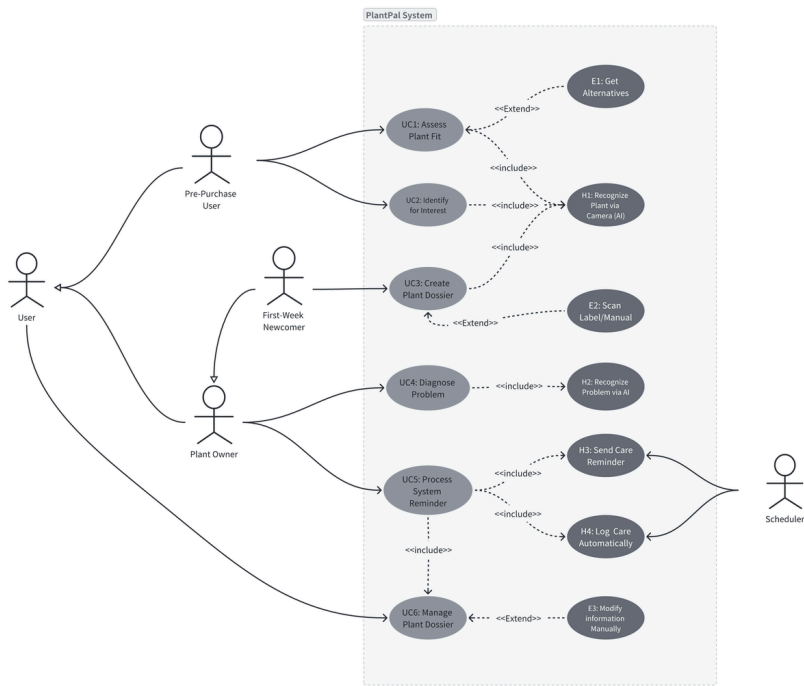 PlantPal System
E1: Get
Alternatives
<<Extend>>
UC1: Assess
Plant Fit
<<include>>
Pre-Purchase
User
UC2: Identify
for Interest
<<include>>
H1: Recognize
Plant via
Camera (AI)
<<include>>
UC3: Create
Plant Dossier
User
First-Week
Newcomer
E2: Scan
Label/Manual
<<Extend>>
UC4: Diagnose
Problem
<<include>>
H2: Recognize
Problem via AI
Plant Owner
H3: Send Care
Reminder
<<include>>
UC5: Process
System
Reminder
<<include>>
Scheduler
H4: Log Care
Automatically
<<include>>
UC6: Manage
Plant Dossier
<<Extend>>
E3: Modify
information
Manually